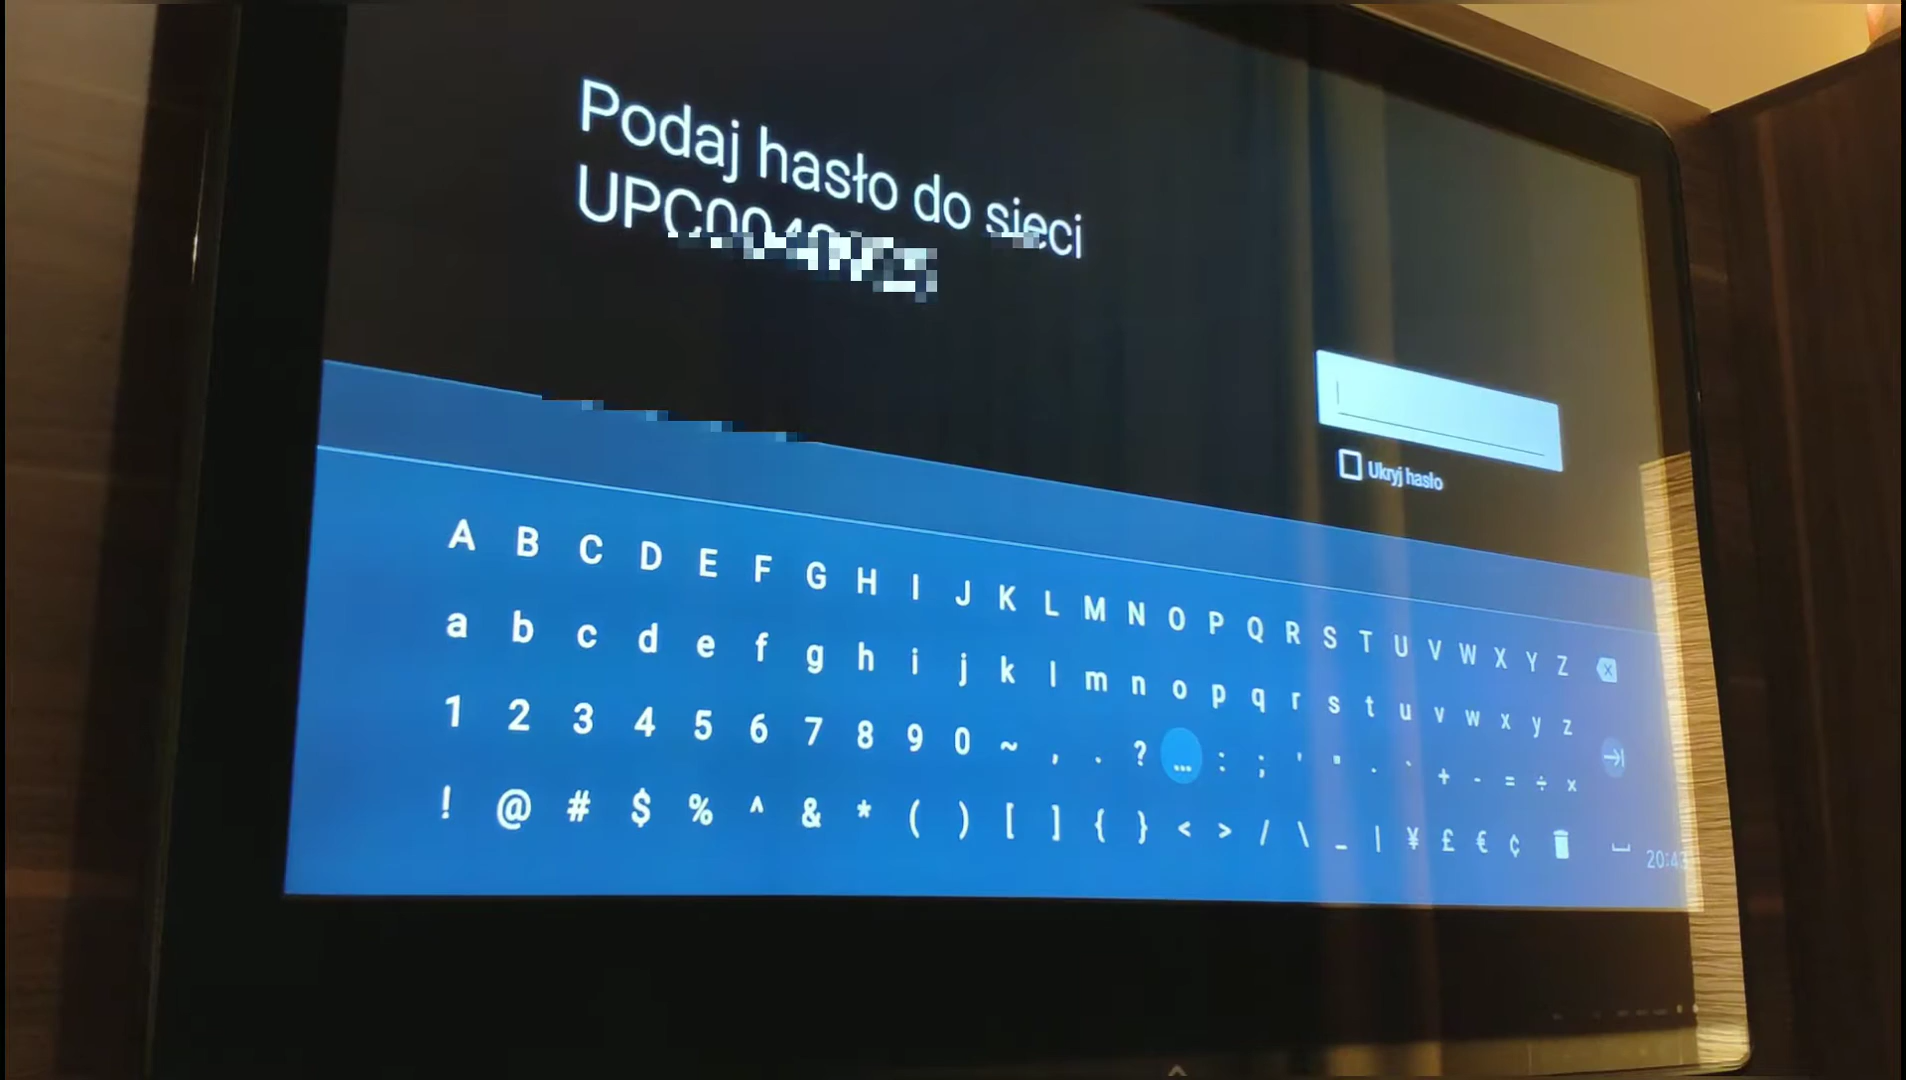 Podaj hasło do sieci
Ukryj hasło
A B C D E F G H I J K L M N O P Q R S T U V W X Y Z
a b c d e f g h i j k l m n o p q r s t u v w x y z
1 2 3 4 5 6 7 8 9 0 ~ , . ? … : ; ' " . ` + - = ÷ ×
! @ # $ % ^ & * ( ) [ ] { } < > / \ _ | ¥ £ € ¢